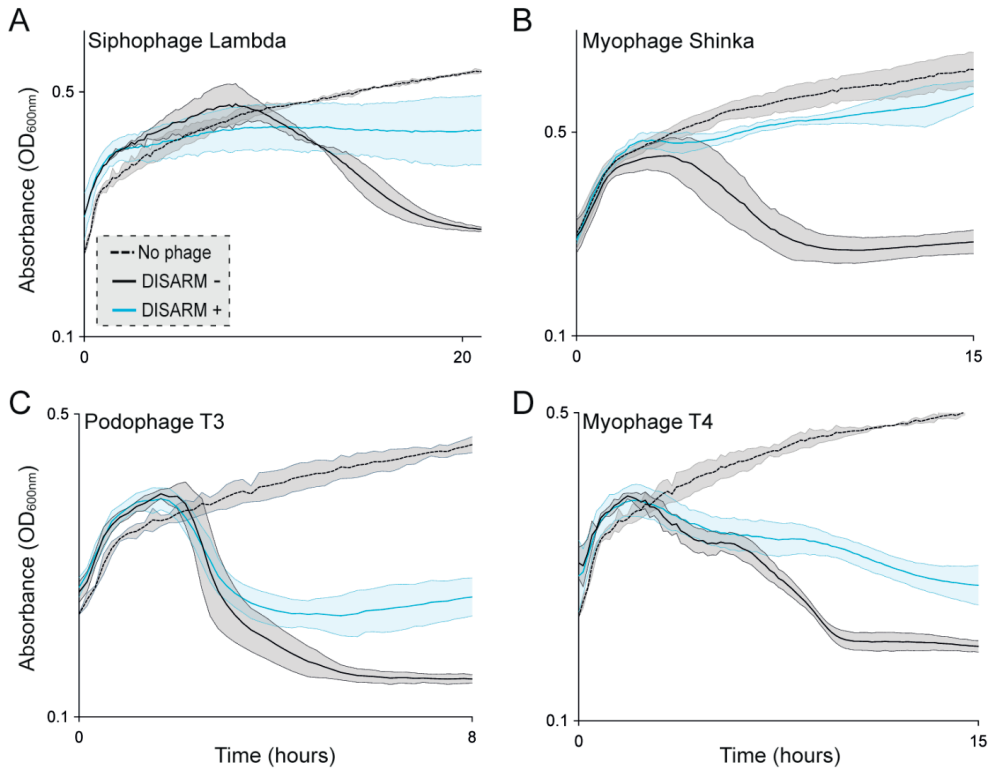 A
Siphophage Lambda
Absorbance (OD600nm)
0.5
0.1
No phage
DISARM -
DISARM +
0
20
B
Myophage Shinka
0.5
0.1
0
15
C
Podophage T3
Absorbance (OD600nm)
0.5
0.1
0
8
Time (hours)
D
Myophage T4
0.5
0.1
0
15
Time (hours)